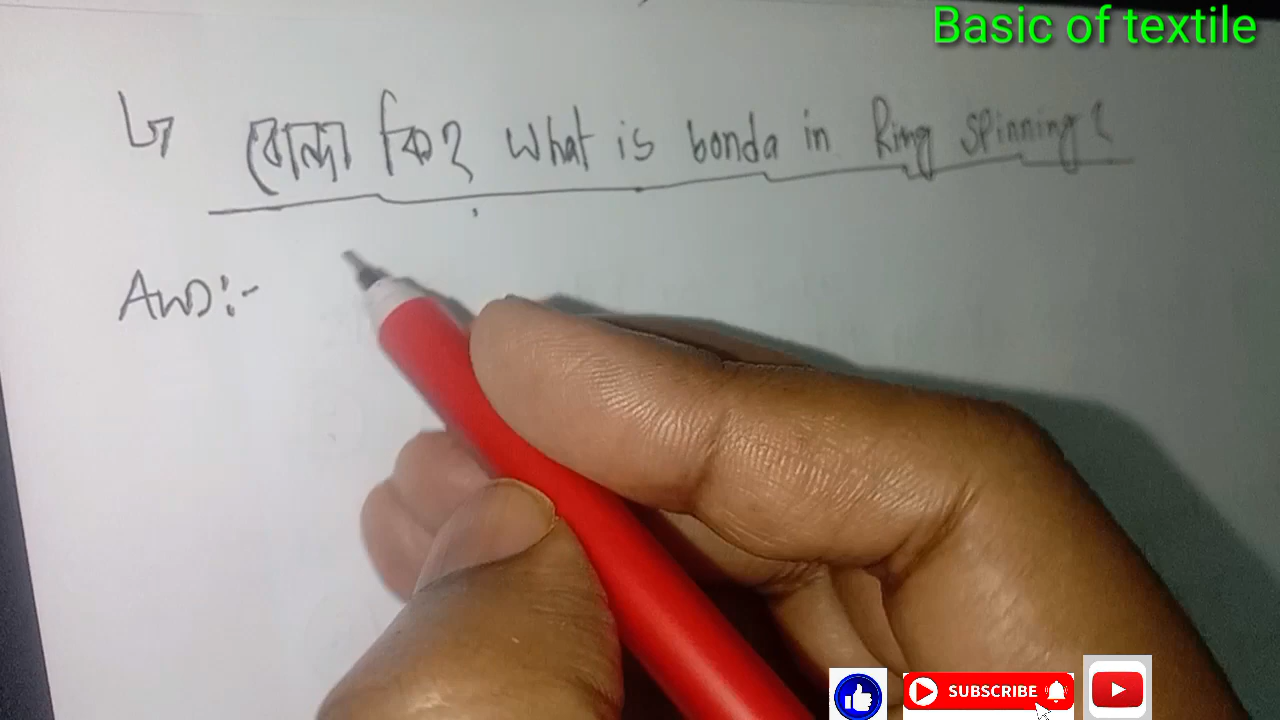 Basic of textile
বোন্দা কি? What is bonda in Ring spinning?
Ans:-
SUBSCRIBE